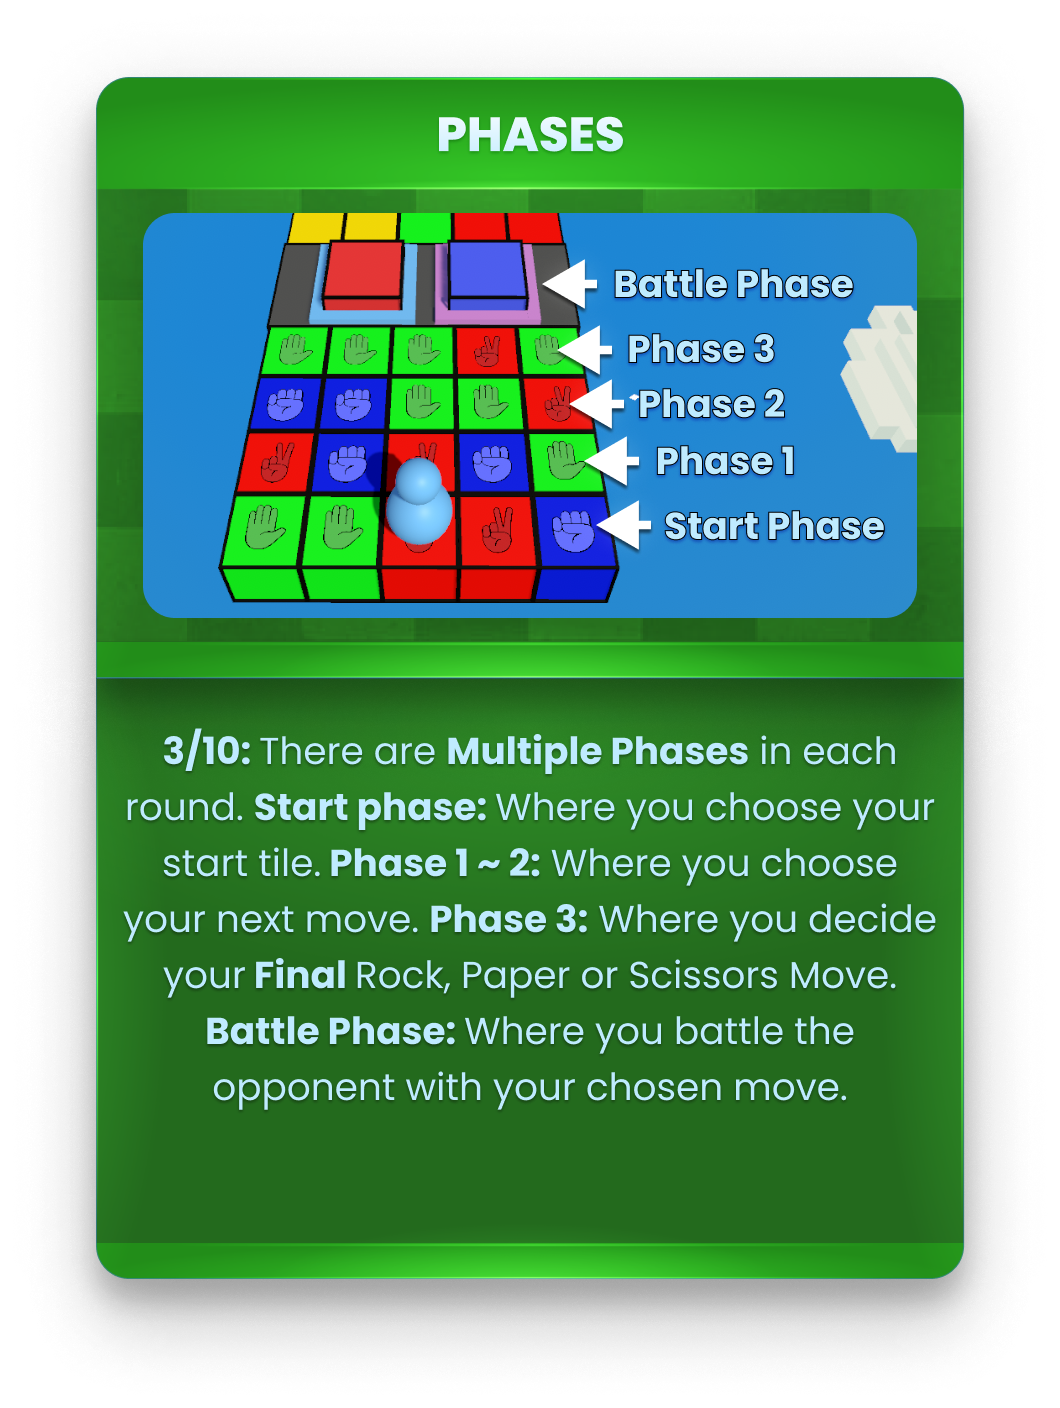 PHASES
Battle Phase
Phase 3
Phase 2
Phase 1
Start Phase
3/10: There are Multiple Phases in each
round. Start phase: Where you choose your
start tile. Phase 1 ~ 2: Where you choose
your next move. Phase 3: Where you decide
your Final Rock, Paper or Scissors Move.
Battle Phase: Where you battle the
opponent with your chosen move.